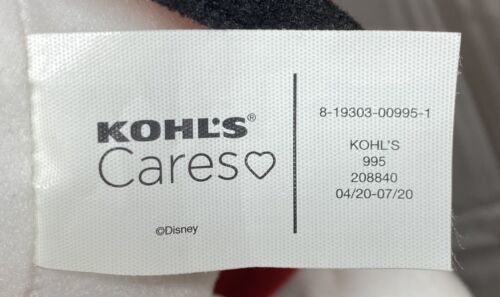 KOHL'S®
Cares♡
©Disney
8-19303-00995-1
KOHL'S
995
208840
04/20-07/20